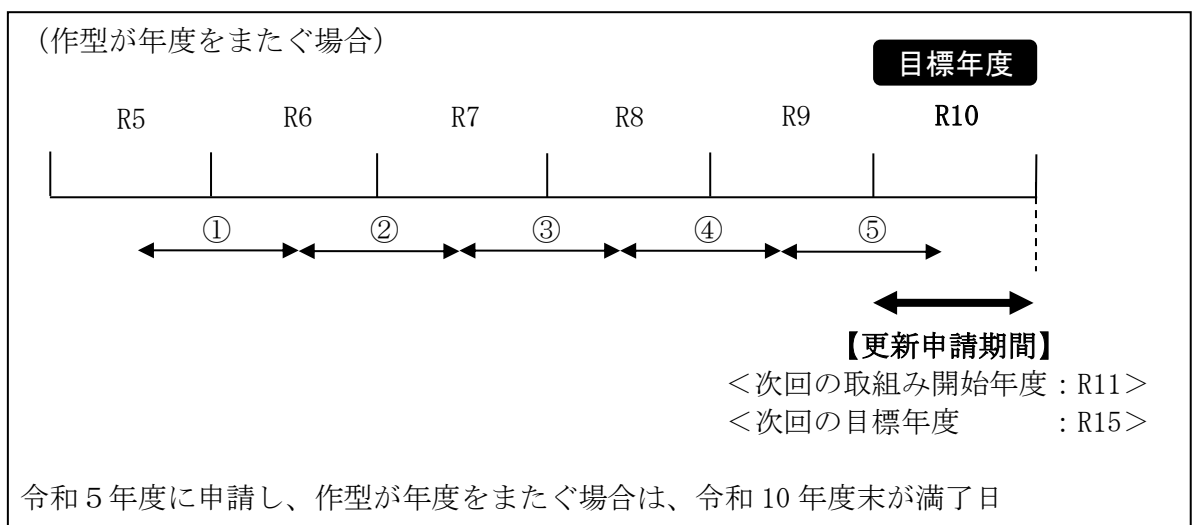 （作型が年度をまたぐ場合）
目標年度
R5 R6 R7 R8 R9 R10
① ② ③ ④ ⑤
【更新申請期間】
＜次回の取組み開始年度：R11＞
＜次回の目標年度　　　：R15＞
令和５年度に申請し、作型が年度をまたぐ場合は、令和 10 年度末が満了日